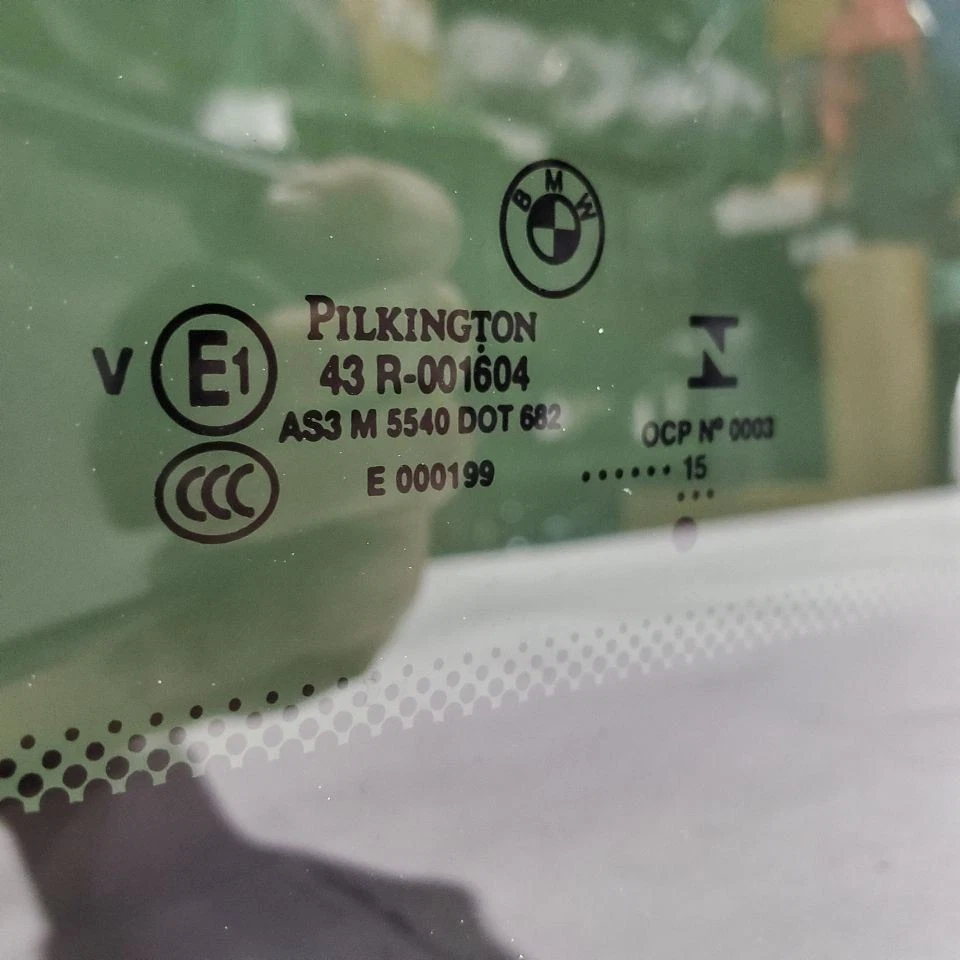 BMW
PILKINGTON
V E1 43 R-001604
AS3 M 5540 DOT 682
OCP Nº 0003
CCC E 000199
...... 15
...